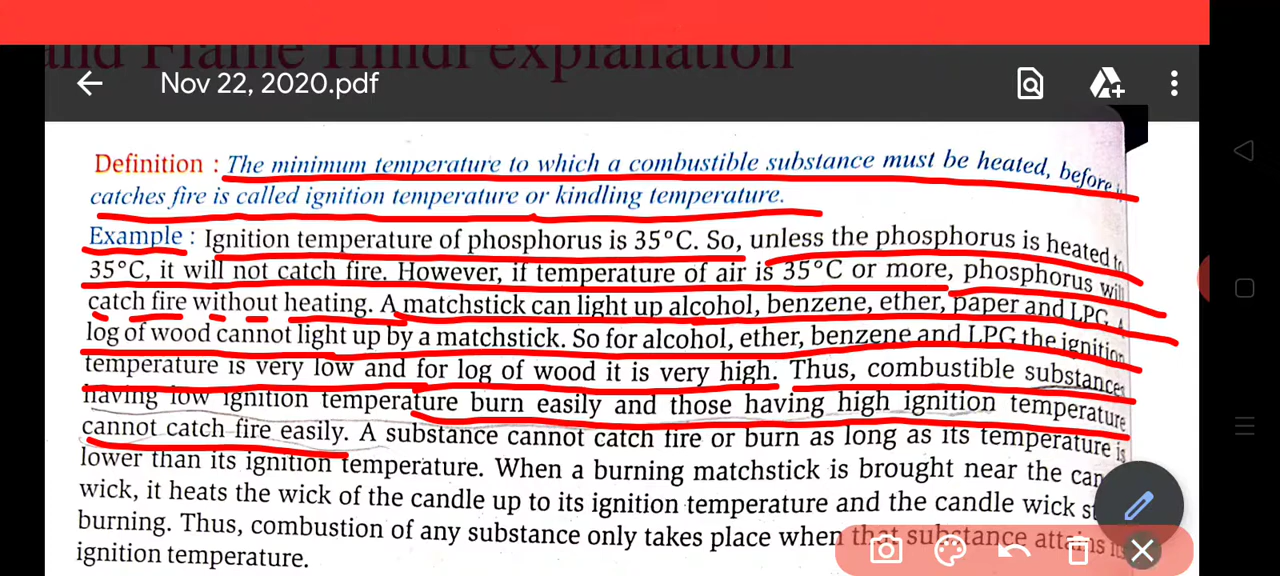 and Flame Hindi explanation
Nov 22, 2020.pdf
Definition : The minimum temperature to which a combustible substance must be heated, before it
catches fire is called ignition temperature or kindling temperature.
Example : Ignition temperature of phosphorus is 35°C. So, unless the phosphorus is heated to
35°C, it will not catch fire. However, if temperature of air is 35°C or more, phosphorus will
catch fire without heating. A matchstick can light up alcohol, benzene, ether, paper and LPG. A
log of wood cannot light up by a matchstick. So for alcohol, ether, benzene and LPG the ignition
temperature is very low and for log of wood it is very high. Thus, combustible substances
having low ignition temperature burn easily and those having high ignition temperature
cannot catch fire easily. A substance cannot catch fire or burn as long as its temperature is
lower than its ignition temperature. When a burning matchstick is brought near the
wick, it heats the wick of the candle up to its ignition temperature and the candle wick
burning. Thus, combustion of any substance only takes place when that substance attains
ignition temperature.